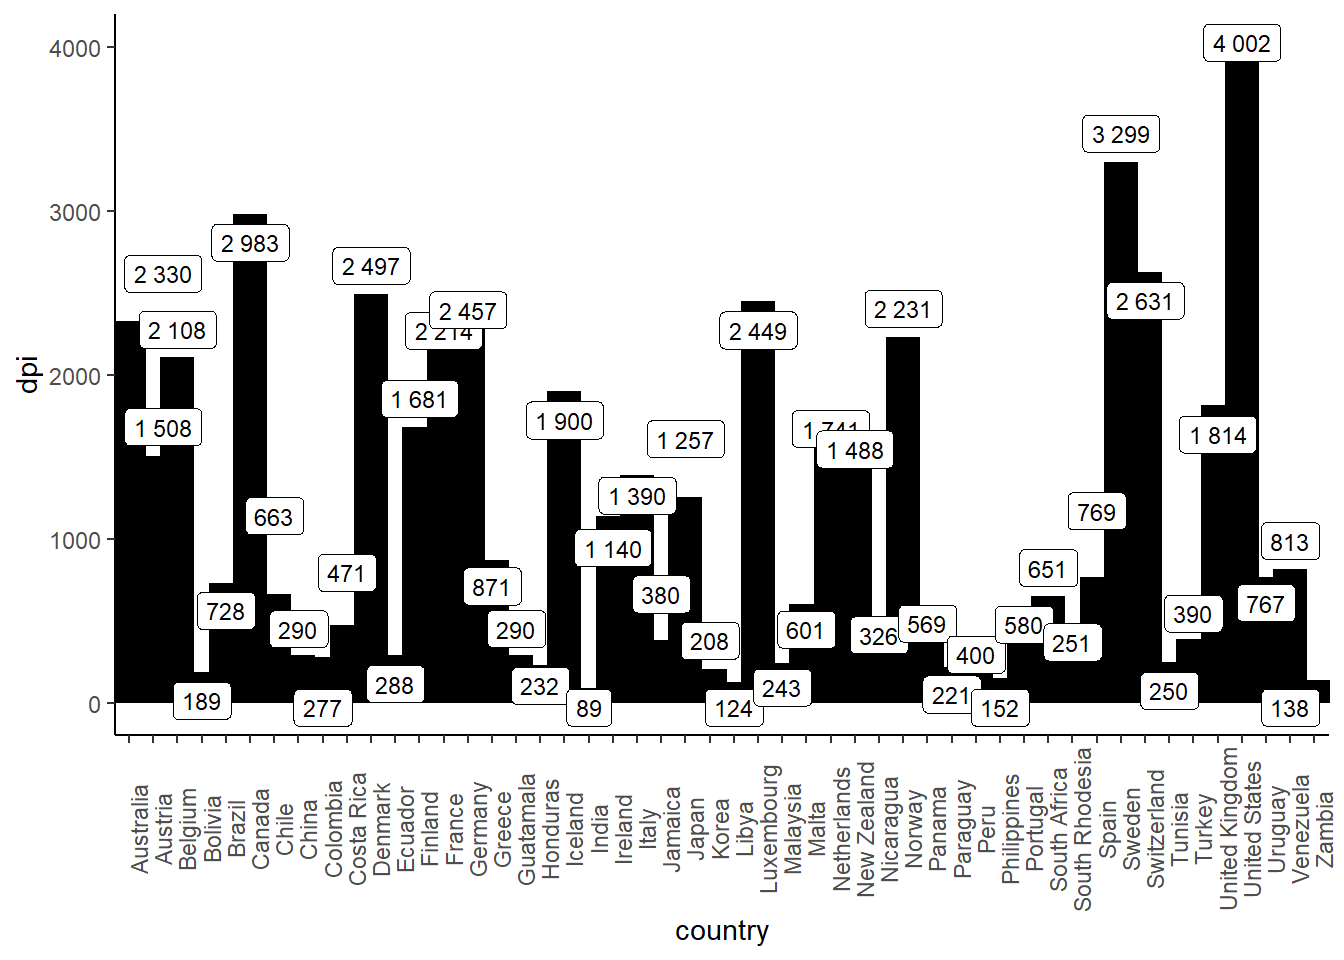 4 002
4000
3 299
3000
2 983
2 330
2 497
2 631
2 108
2 457
2 214
2 449
2 231
dpi
2000
1 681
1 508
1 900
1 257
1 741
1 488
1 814
1 390
663
769
1000
1 140
813
471
651
728
871
380
767
290
290
208
601
326
569
580
251
390
400
189
277
288
232
89
124
243
221
152
250
138
0
Australia
Austria
Belgium
Bolivia
Brazil
Canada
Chile
China
Colombia
Costa Rica
Denmark
Ecuador
Finland
France
Germany
Greece
Guatamala
Honduras
Iceland
India
Ireland
Italy
Jamaica
Japan
Korea
Libya
Luxembourg
Malaysia
Malta
Netherlands
New Zealand
Nicaragua
Norway
Panama
Paraguay
Peru
Philippines
Portugal
South Africa
South Rhodesia
Spain
Sweden
Switzerland
Tunisia
Turkey
United Kingdom
United States
Uruguay
Venezuela
Zambia
country